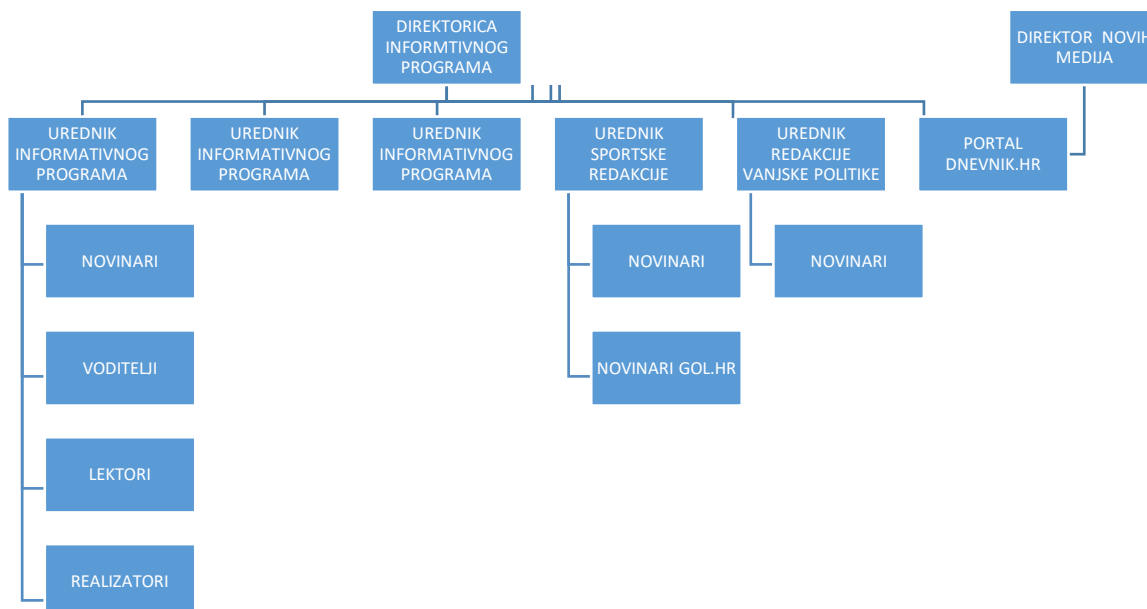 DIREKTORICA
INFORMTIVNOG
PROGRAMA
DIREKTOR NOVIH
MEDIJA
UREDNIK
INFORMATIVNOG
PROGRAMA
UREDNIK
INFORMATIVNOG
PROGRAMA
UREDNIK
INFORMATIVNOG
PROGRAMA
UREDNIK
SPORTSKE
REDAKCIJE
UREDNIK
REDAKCIJE
VANJSKE POLITIKE
PORTAL
DNEVNIK.HR
NOVINARI
NOVINARI
NOVINARI
VODITELJI
NOVINARI GOL.HR
LEKTORI
REALIZATORI